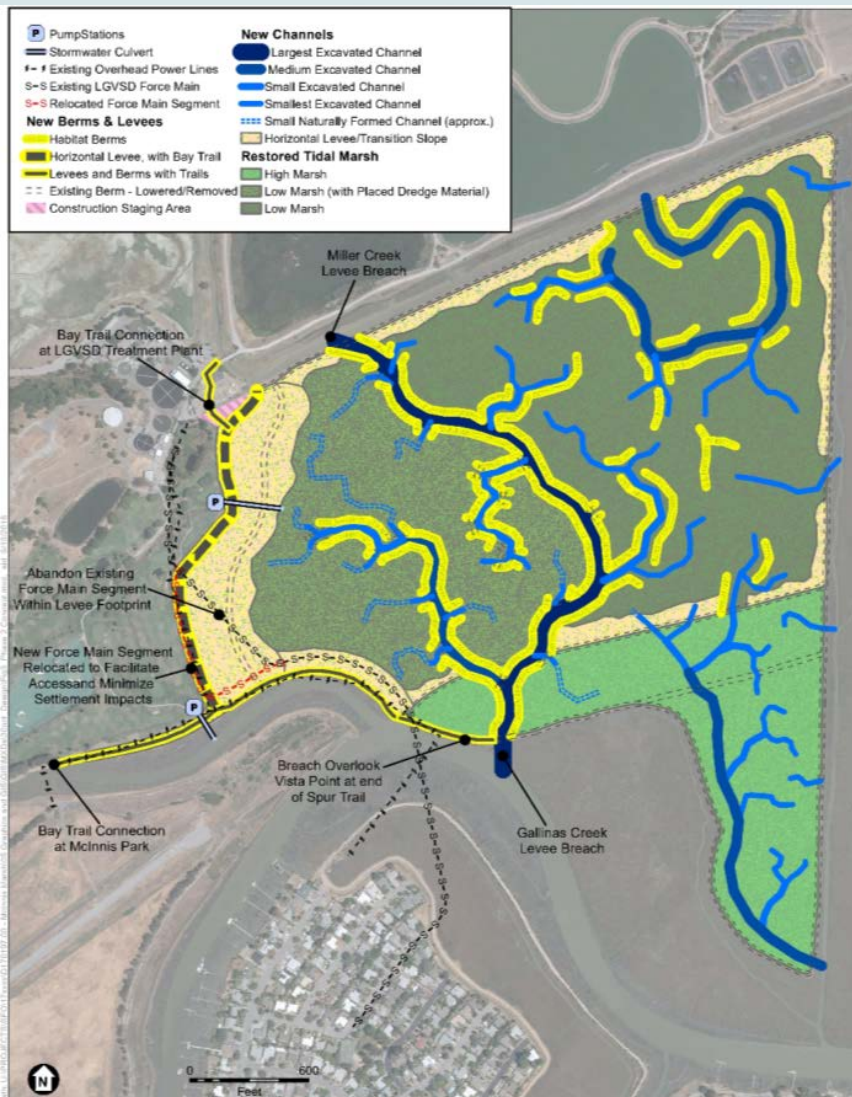 PumpStations
Stormwater Culvert
Existing Overhead Power Lines
S-S Existing LGVSD Force Main
S-S Relocated Force Main Segment
New Berms & Levees
Habitat Berms
Horizontal Levee, with Bay Trail
Levees and Berms with Trails
Existing Berm - Lowered/Removed
Construction Staging Area
New Channels
Largest Excavated Channel
Medium Excavated Channel
Small Excavated Channel
Smallest Excavated Channel
Small Naturally Formed Channel (approx.)
Horizontal Levee/Transition Slope
Restored Tidal Marsh
High Marsh
Low Marsh (with Placed Dredge Material)
Low Marsh
Miller Creek
Levee Breach
Bay Trail Connection
at LGVSD Treatment Plant
P
Abandon Existing
Force Main Segment
Within Levee Footprint
New Force Main Segment
Relocated to Facilitate
Accessand Minimize
Settlement Impacts
P
Breach Overlook
Vista Point at end
of Spur Trail
Bay Trail Connection
at McInnis Park
Gallinas Creek
Levee Breach
N
0 600
Feet